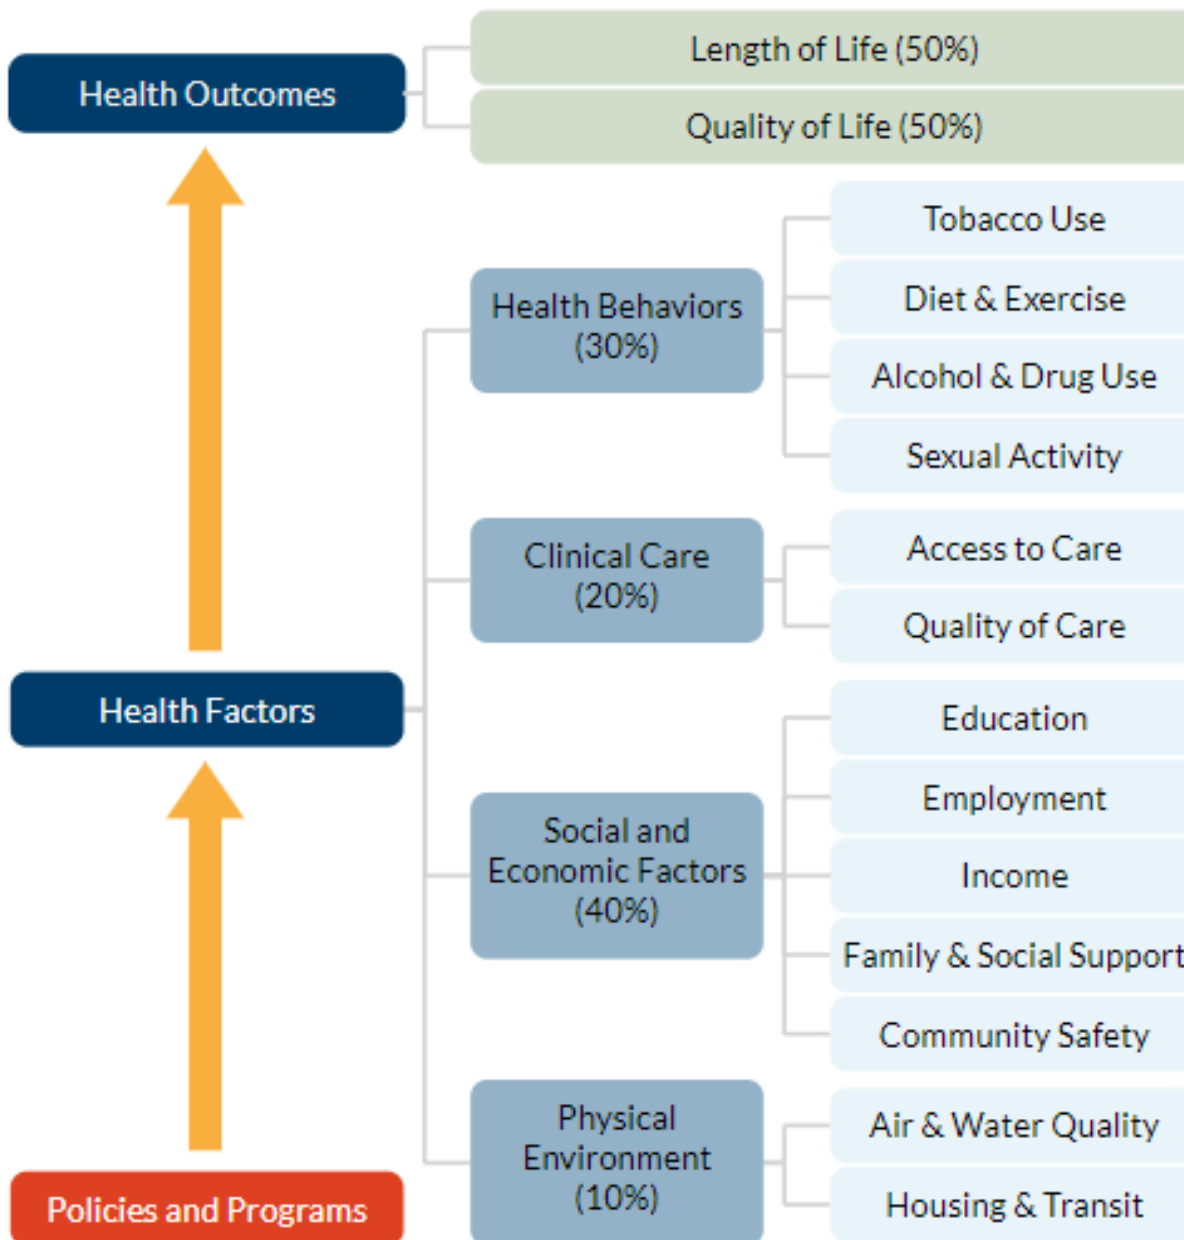 Health Outcomes
Length of Life (50%)
Quality of Life (50%)
Health Factors
Health Behaviors
(30%)
Tobacco Use
Diet & Exercise
Alcohol & Drug Use
Sexual Activity
Clinical Care
(20%)
Access to Care
Quality of Care
Social and
Economic Factors
(40%)
Education
Employment
Income
Family & Social Support
Community Safety
Physical
Environment
(10%)
Air & Water Quality
Housing & Transit
Policies and Programs